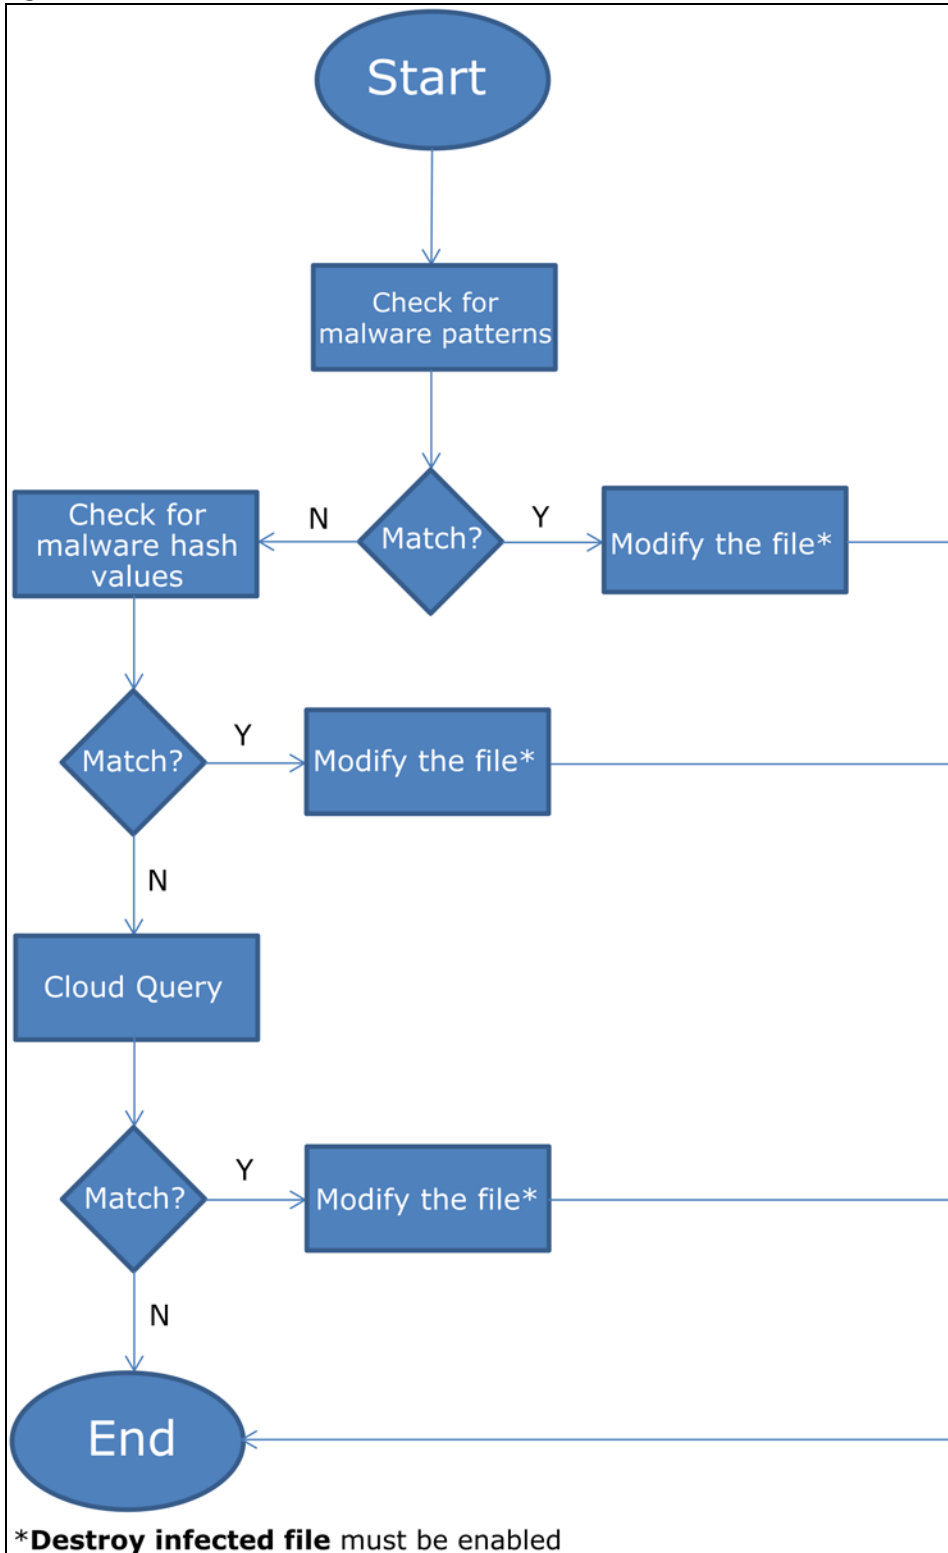 Start
Check for
malware patterns
Match?
N
Y
Check for
malware hash
values
Modify the file*
Match?
Y
Modify the file*
N
Cloud Query
Match?
Y
Modify the file*
N
End
*Destroy infected file must be enabled